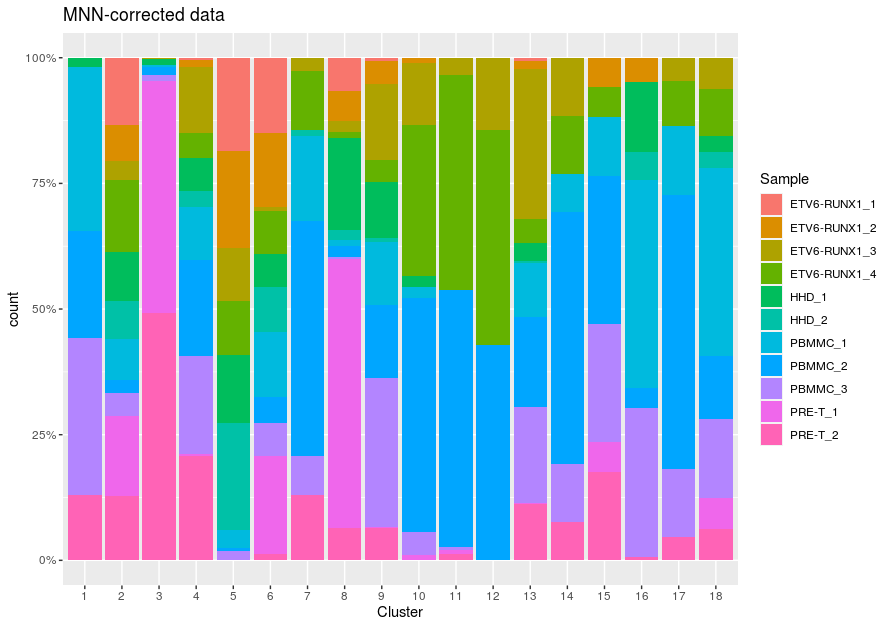 MNN-corrected data
100%
75%
50%
25%
0%
count
1 2 3 4 5 6 7 8 9 10 11 12 13 14 15 16 17 18
Cluster
Sample
ETV6-RUNX1_1
ETV6-RUNX1_2
ETV6-RUNX1_3
ETV6-RUNX1_4
HHD_1
HHD_2
PBMMC_1
PBMMC_2
PBMMC_3
PRE-T_1
PRE-T_2